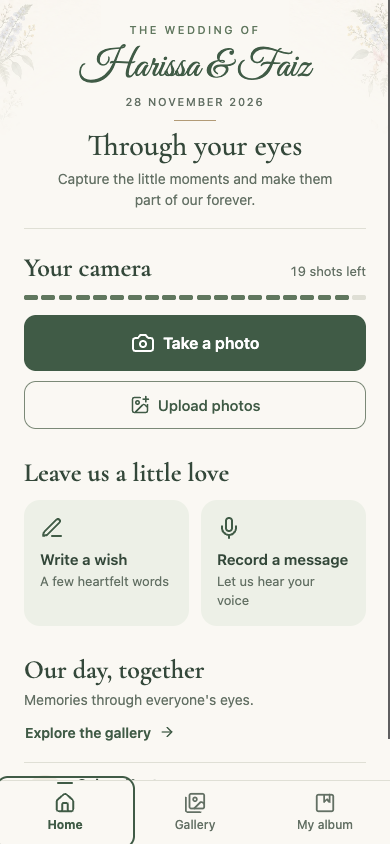 THE WEDDING OF
Harissa & Faiz
28 NOVEMBER 2026
Through your eyes
Capture the little moments and make them
part of our forever.
Your camera
19 shots left
Take a photo
Upload photos
Leave us a little love
Write a wish
A few heartfelt words
Record a message
Let us hear your
voice
Our day, together
Memories through everyone's eyes.
Explore the gallery
Home
Gallery
My album